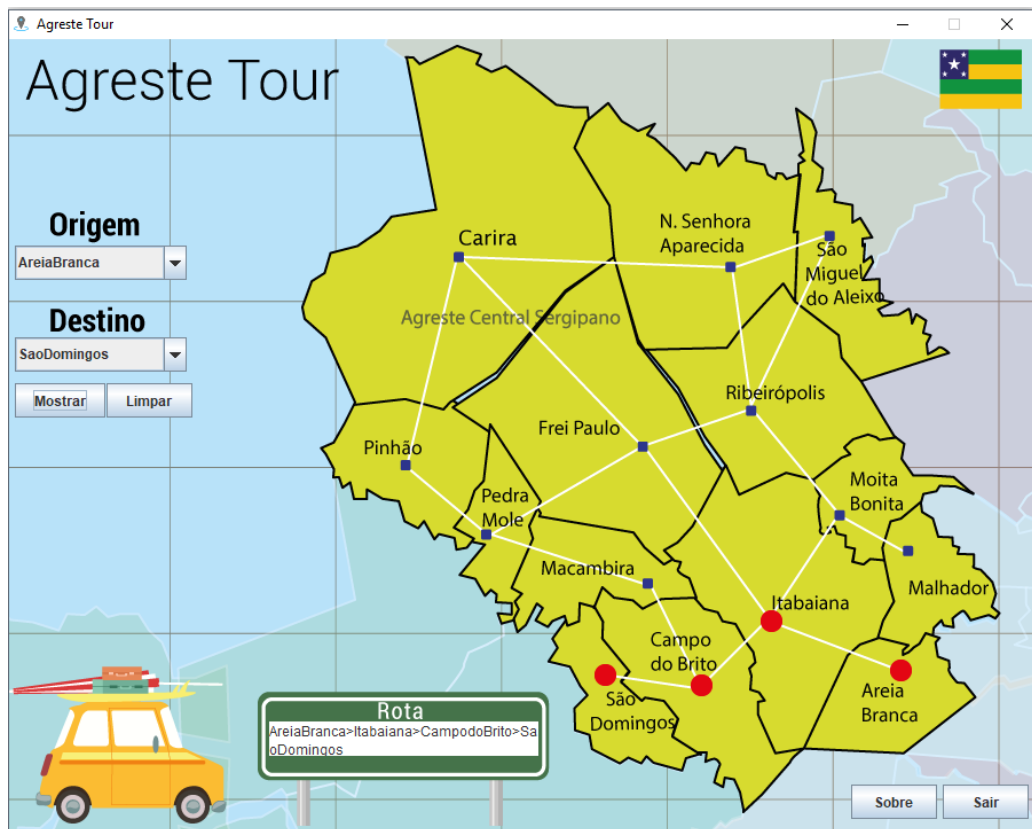 Agreste Tour
Agreste Tour
Origem
AreiaBranca
Destino
SaoDomingos
Mostrar
Limpar
Carira
N. Senhora
Aparecida
São
Miguel
do Aleixo
Agreste Central Sergipano
Ribeirópolis
Frei Paulo
Pinhão
Pedra
Mole
Moita
Bonita
Macambira
Malhador
Itabaiana
Campo
do Brito
São
Domingos
Areia
Branca
Rota
AreiaBranca>Itabaiana>CampodoBrito>Sa
oDomingos
Sobre
Sair